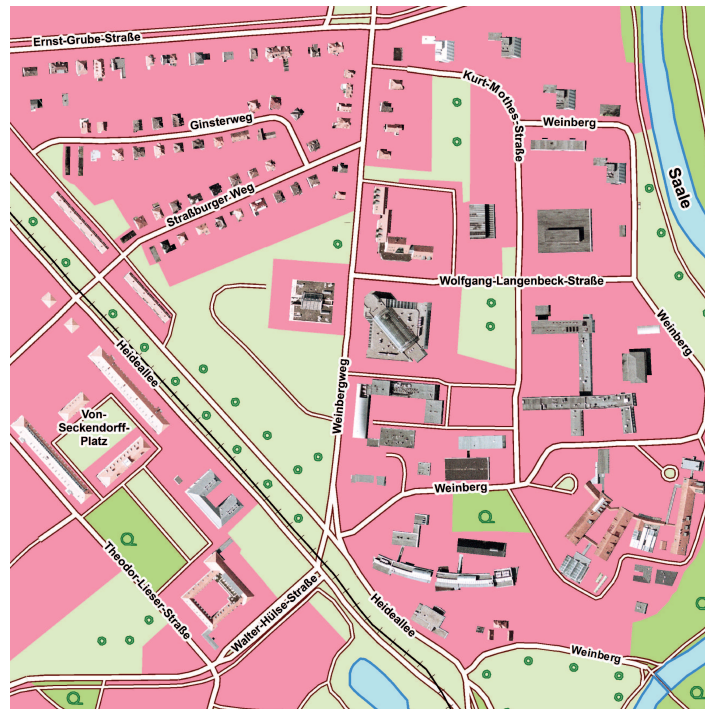 Ernst-Grube-Straße
Kurt-Mothes-Straße
Ginsterweg
Weinberg
Saale
Straßburger Weg
Wolfgang-Langenbeck-Straße
Weinberg
Heideallee
Weinbergweg
Von-
Seckendorff-
Platz
Weinberg
Theodor-Lieser-Straße
Walter-Hülse-Straße
Heideallee
Weinberg